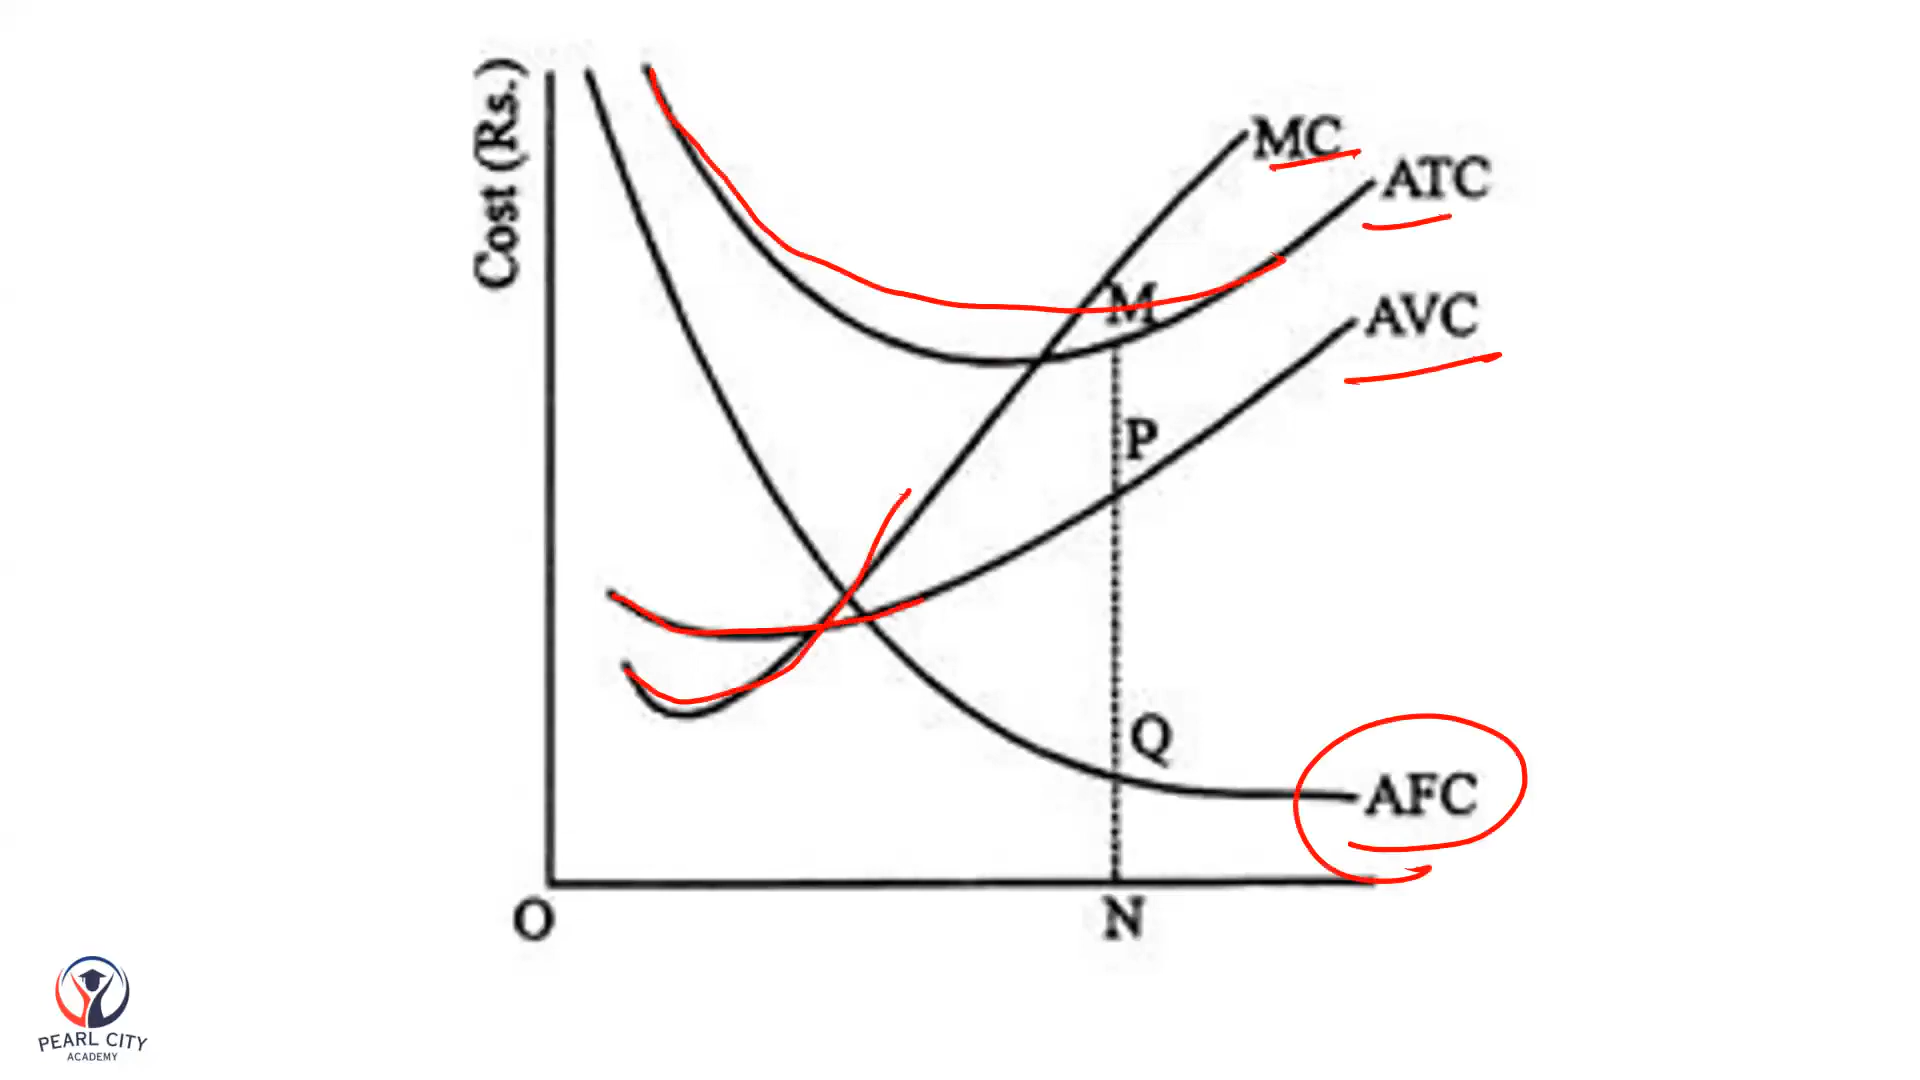 Cost (Rs.)
MC
ATC
M
AVC
P
Q
AFC
O
N
PEARL CITY
ACADEMY